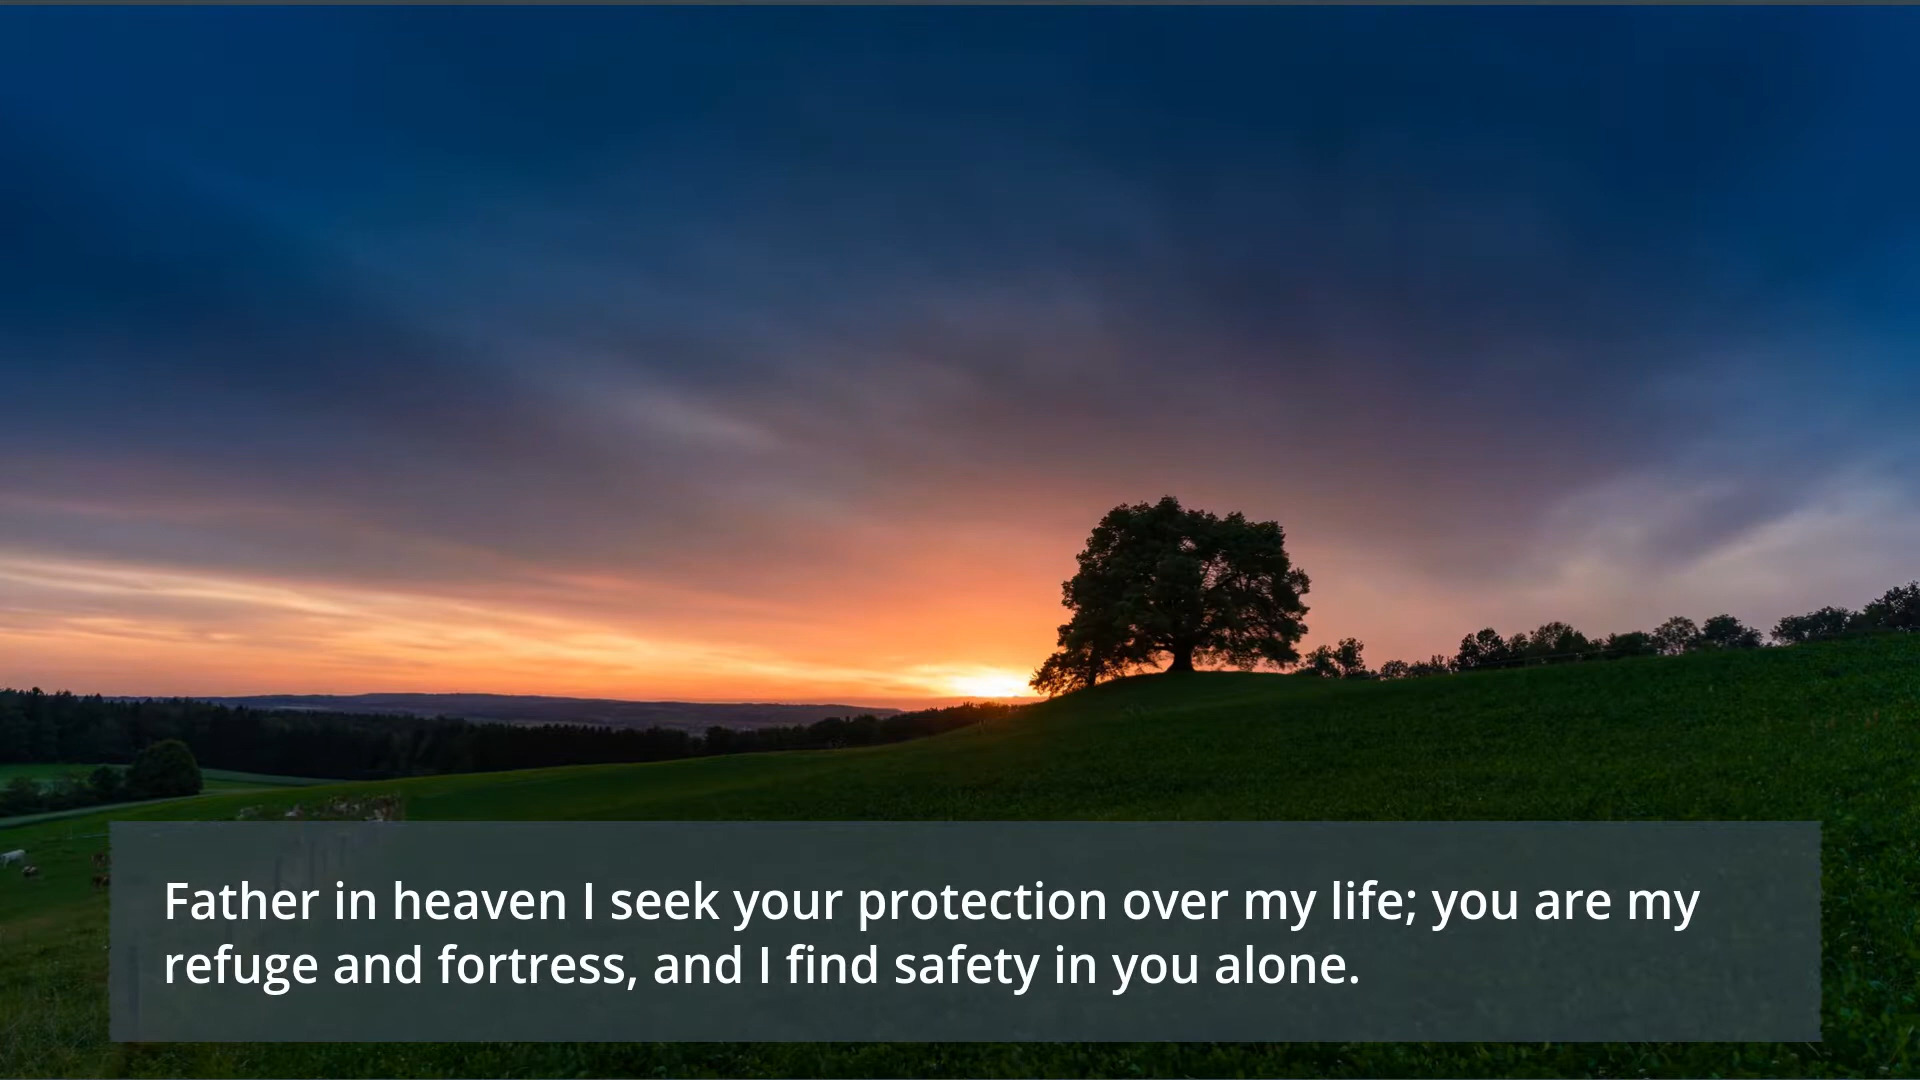 Father in heaven I seek your protection over my life; you are my
refuge and fortress, and I find safety in you alone.